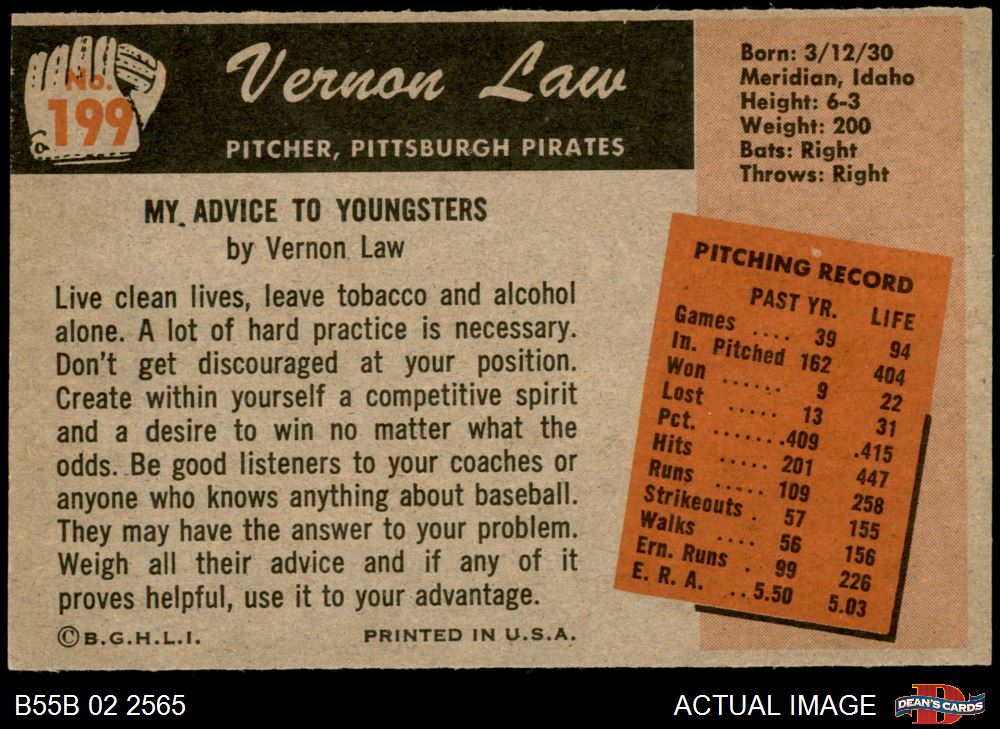 No.
199
Vernon Law
PITCHER, PITTSBURGH PIRATES
Born: 3/12/30
Meridian, Idaho
Height: 6-3
Weight: 200
Bats: Right
Throws: Right
MY ADVICE TO YOUNGSTERS
by Vernon Law
Live clean lives, leave tobacco and alcohol
alone. A lot of hard practice is necessary.
Don't get discouraged at your position.
Create within yourself a competitive spirit
and a desire to win no matter what the
odds. Be good listeners to your coaches or
anyone who knows anything about baseball.
They may have the answer to your problem.
Weigh all their advice and if any of it
proves helpful, use it to your advantage.
©B.G.H.L.I. PRINTED IN U.S.A.
PITCHING RECORD
PAST YR. LIFE
Games .... 39 94
In. Pitched 162 404
Won ...... 9 22
Lost ..... 13 31
Pct. .......409 .415
Hits ..... 201 447
Runs ..... 109 258
Strikeouts . 57 155
Walks .... 56 156
Ern. Runs . 99 226
E. R. A. ..5.50 5.03
B55B 02 2565
ACTUAL IMAGE
D
DEAN'S CARDS